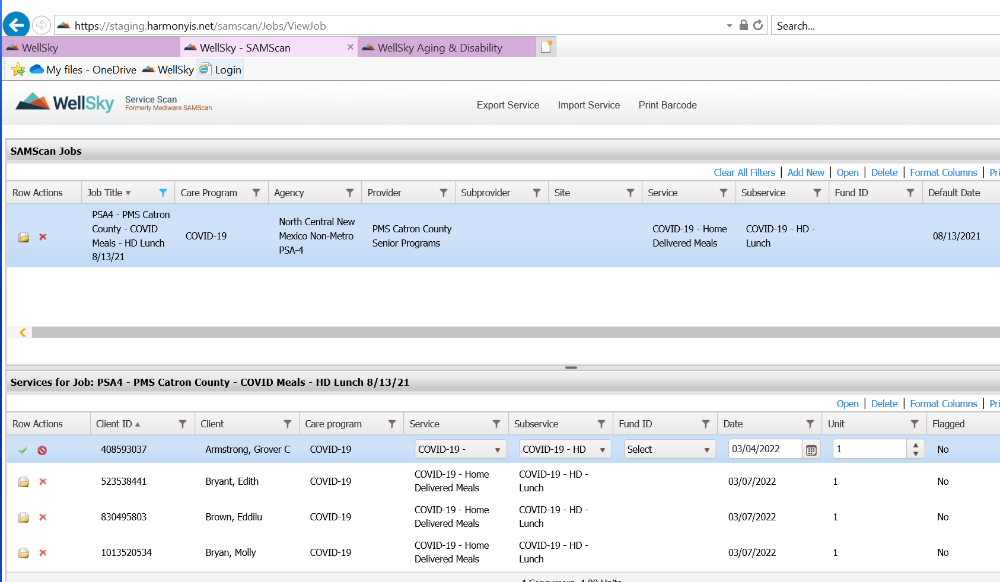 https://staging.harmonyis.net/samscan/Jobs/ViewJob
Search...
WellSky
WellSky - SAMScan
WellSky Aging & Disability
My files - OneDrive
WellSky
Login
WellSky Service Scan
Formerly Mediware SAMScan
Export Service Import Service Print Barcode
SAMScan Jobs
Clear All Filters | Add New | Open | Delete | Format Columns | Pri
Row Actions Job Title Care Program Agency Provider Subprovider Site Service Subservice Fund ID Default Date
PSA4 - PMS Catron
County - COVID
Meals - HD Lunch
8/13/21
COVID-19
North Central New
Mexico Non-Metro
PSA-4
PMS Catron County
Senior Programs
COVID-19 - Home
Delivered Meals
COVID-19 - HD -
Lunch
08/13/2021
Services for Job: PSA4 - PMS Catron County - COVID Meals - HD Lunch 8/13/21
Open | Delete | Format Columns | Pri
Row Actions Client ID Client Care program Service Subservice Fund ID Date Unit Flagged
408593037 Armstrong, Grover C COVID-19 COVID-19 - COVID-19 - HD Select 03/04/2022 1 No
523538441 Bryant, Edith COVID-19
COVID-19 - Home
Delivered Meals
COVID-19 - HD -
Lunch
03/07/2022 1 No
830495803 Brown, Eddilu COVID-19
COVID-19 - Home
Delivered Meals
COVID-19 - HD -
Lunch
03/07/2022 1 No
1013520534 Bryan, Molly COVID-19
COVID-19 - Home
Delivered Meals
COVID-19 - HD -
Lunch
03/07/2022 1 No